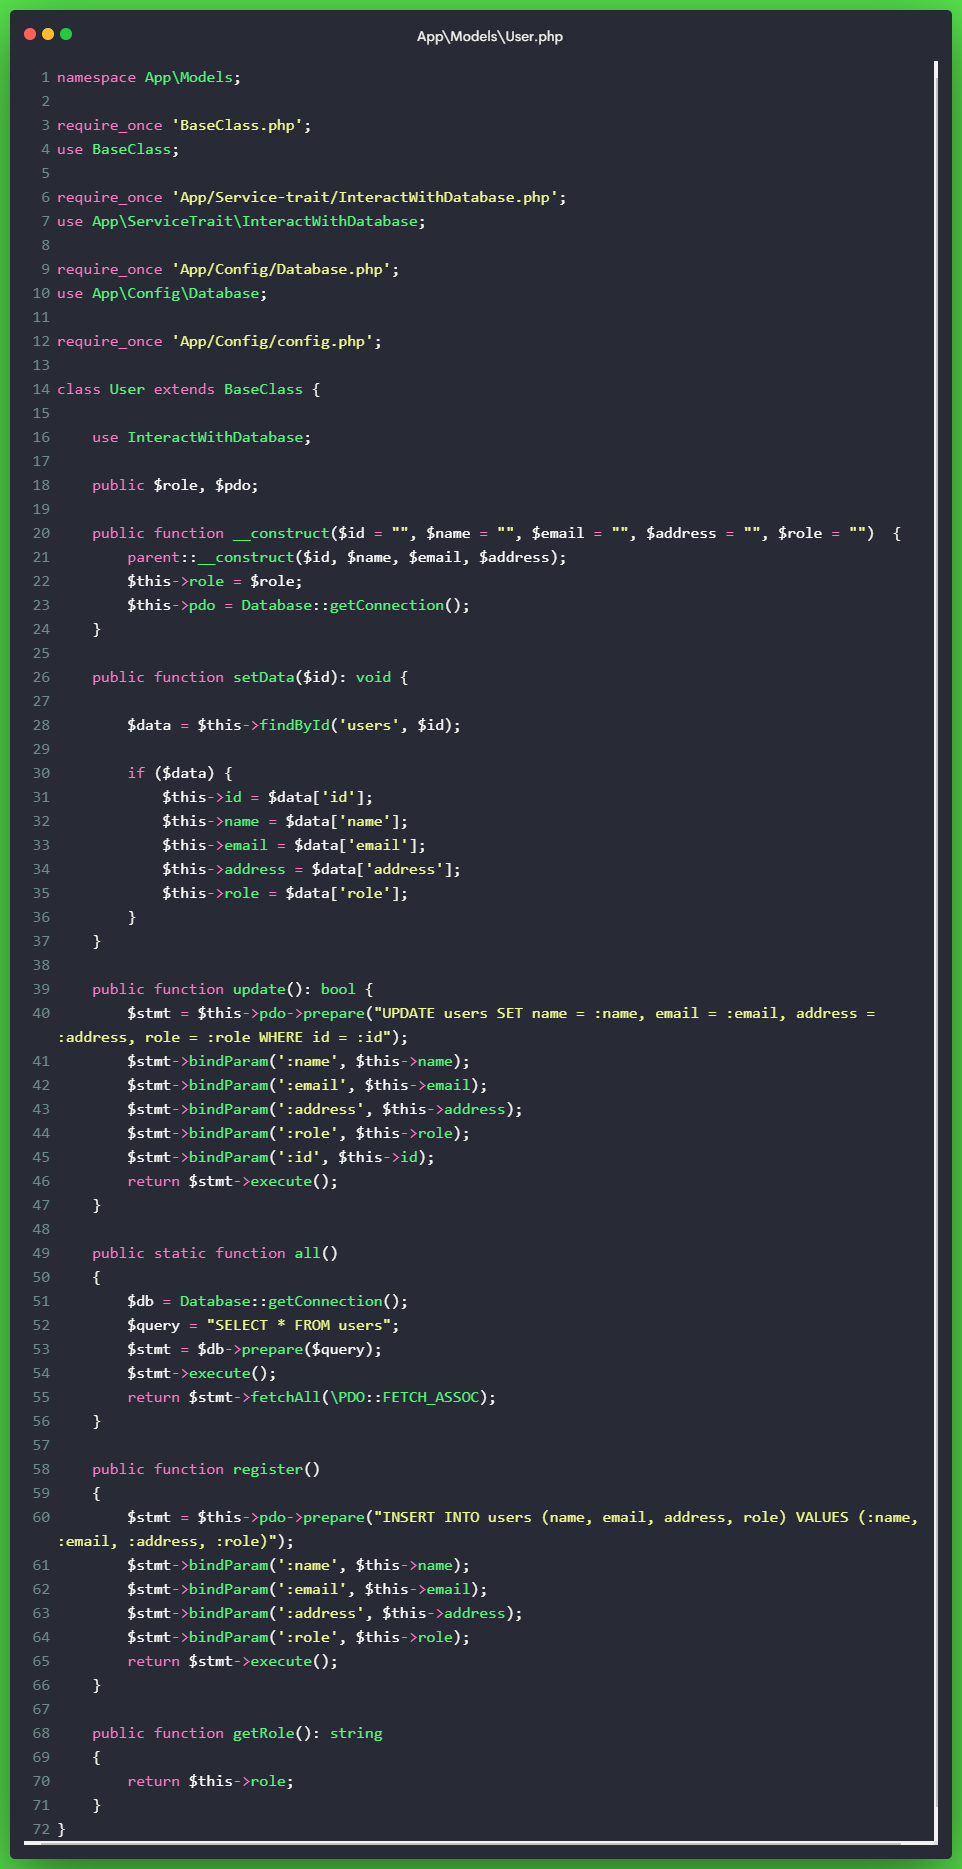 App\Models\User.php
1 namespace App\Models;
2
3 require_once 'BaseClass.php';
4 use BaseClass;
5
6 require_once 'App/Service-trait/InteractWithDatabase.php';
7 use App\ServiceTrait\InteractWithDatabase;
8
9 require_once 'App/Config/Database.php';
10 use App\Config\Database;
11
12 require_once 'App/Config/config.php';
13
14 class User extends BaseClass {
15
16     use InteractWithDatabase;
17
18     public $role, $pdo;
19
20     public function __construct($id = "", $name = "", $email = "", $address = "", $role = "")  {
21         parent::__construct($id, $name, $email, $address);
22         $this->role = $role;
23         $this->pdo = Database::getConnection();
24     }
25
26     public function setData($id): void {
27
28         $data = $this->findById('users', $id);
29
30         if ($data) {
31             $this->id = $data['id'];
32             $this->name = $data['name'];
33             $this->email = $data['email'];
34             $this->address = $data['address'];
35             $this->role = $data['role'];
36         }
37     }
38
39     public function update(): bool {
40         $stmt = $this->pdo->prepare("UPDATE users SET name = :name, email = :email, address =
:address, role = :role WHERE id = :id");
41         $stmt->bindParam(':name', $this->name);
42         $stmt->bindParam(':email', $this->email);
43         $stmt->bindParam(':address', $this->address);
44         $stmt->bindParam(':role', $this->role);
45         $stmt->bindParam(':id', $this->id);
46         return $stmt->execute();
47     }
48
49     public static function all()
50     {
51         $db = Database::getConnection();
52         $query = "SELECT * FROM users";
53         $stmt = $db->prepare($query);
54         $stmt->execute();
55         return $stmt->fetchAll(\PDO::FETCH_ASSOC);
56     }
57
58     public function register()
59     {
60         $stmt = $this->pdo->prepare("INSERT INTO users (name, email, address, role) VALUES (:name,
:email, :address, :role)");
61         $stmt->bindParam(':name', $this->name);
62         $stmt->bindParam(':email', $this->email);
63         $stmt->bindParam(':address', $this->address);
64         $stmt->bindParam(':role', $this->role);
65         return $stmt->execute();
66     }
67
68     public function getRole(): string
69     {
70         return $this->role;
71     }
72 }